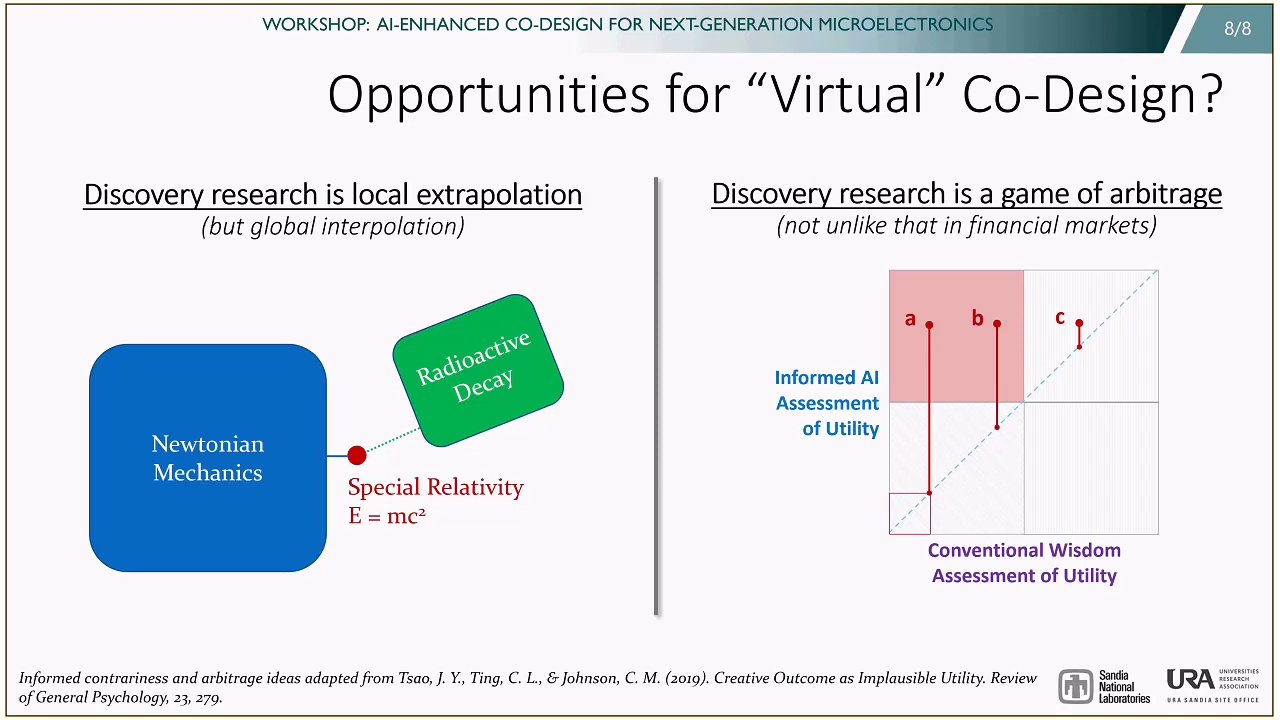 WORKSHOP: AI-ENHANCED CO-DESIGN FOR NEXT-GENERATION MICROELECTRONICS
8/8
Opportunities for “Virtual” Co-Design?
Discovery research is local extrapolation
(but global interpolation)
Radioactive
Decay
Newtonian
Mechanics
Special Relativity
E = mc²
Discovery research is a game of arbitrage
(not unlike that in financial markets)
a
b
c
Informed AI
Assessment
of Utility
Conventional Wisdom
Assessment of Utility
Informed contrariness and arbitrage ideas adapted from Tsao, J. Y., Ting, C. L., & Johnson, C. M. (2019). Creative Outcome as Implausible Utility. Review
of General Psychology, 23, 279.
Sandia
National
Laboratories
URA
UNIVERSITIES
RESEARCH
ASSOCIATION
URA SANDIA SITE OFFICE